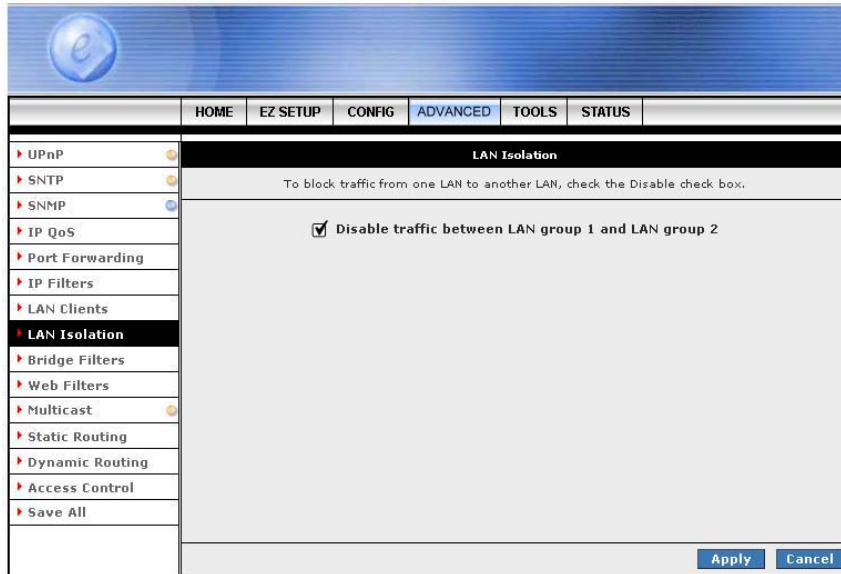 e
HOME EZ SETUP CONFIG ADVANCED TOOLS STATUS
UPnP
SNTP
SNMP
IP QoS
Port Forwarding
IP Filters
LAN Clients
LAN Isolation
Bridge Filters
Web Filters
Multicast
Static Routing
Dynamic Routing
Access Control
Save All
LAN Isolation
To block traffic from one LAN to another LAN, check the Disable check box.
Disable traffic between LAN group 1 and LAN group 2
Apply Cancel